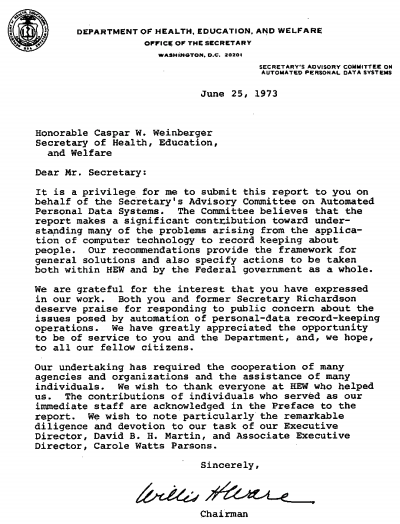 DEPARTMENT OF HEALTH, EDUCATION, AND WELFARE
OFFICE OF THE SECRETARY
WASHINGTON, D.C. 20201
SECRETARY'S ADVISORY COMMITTEE ON
AUTOMATED PERSONAL DATA SYSTEMS
June 25, 1973
Honorable Caspar W. Weinberger
Secretary of Health, Education,
and Welfare
Dear Mr. Secretary:
It is a privilege for me to submit this report to you on
behalf of the Secretary's Advisory Committee on Automated
Personal Data Systems. The Committee believes that the
report makes a significant contribution toward under-
standing many of the problems arising from the applica-
tion of computer technology to record keeping about
people. Our recommendations provide the framework for
general solutions and also specify actions to be taken
both within HEW and by the Federal government as a whole.
We are grateful for the interest that you have expressed
in our work. Both you and former Secretary Richardson
deserve praise for responding to public concern about the
issues posed by automation of personal-data record-keeping
operations. We have greatly appreciated the opportunity
to be of service to you and the Department, and, we hope,
to all our fellow citizens.
Our undertaking has required the cooperation of many
agencies and organizations and the assistance of many
individuals. We wish to thank everyone at HEW who helped
us. The contributions of individuals who served as our
immediate staff are acknowledged in the Preface to the
report. We wish to note particularly the remarkable
diligence and devotion to our task of our Executive
Director, David B. H. Martin, and Associate Executive
Director, Carole Watts Parsons.
Sincerely,
Willis H Ware
Chairman